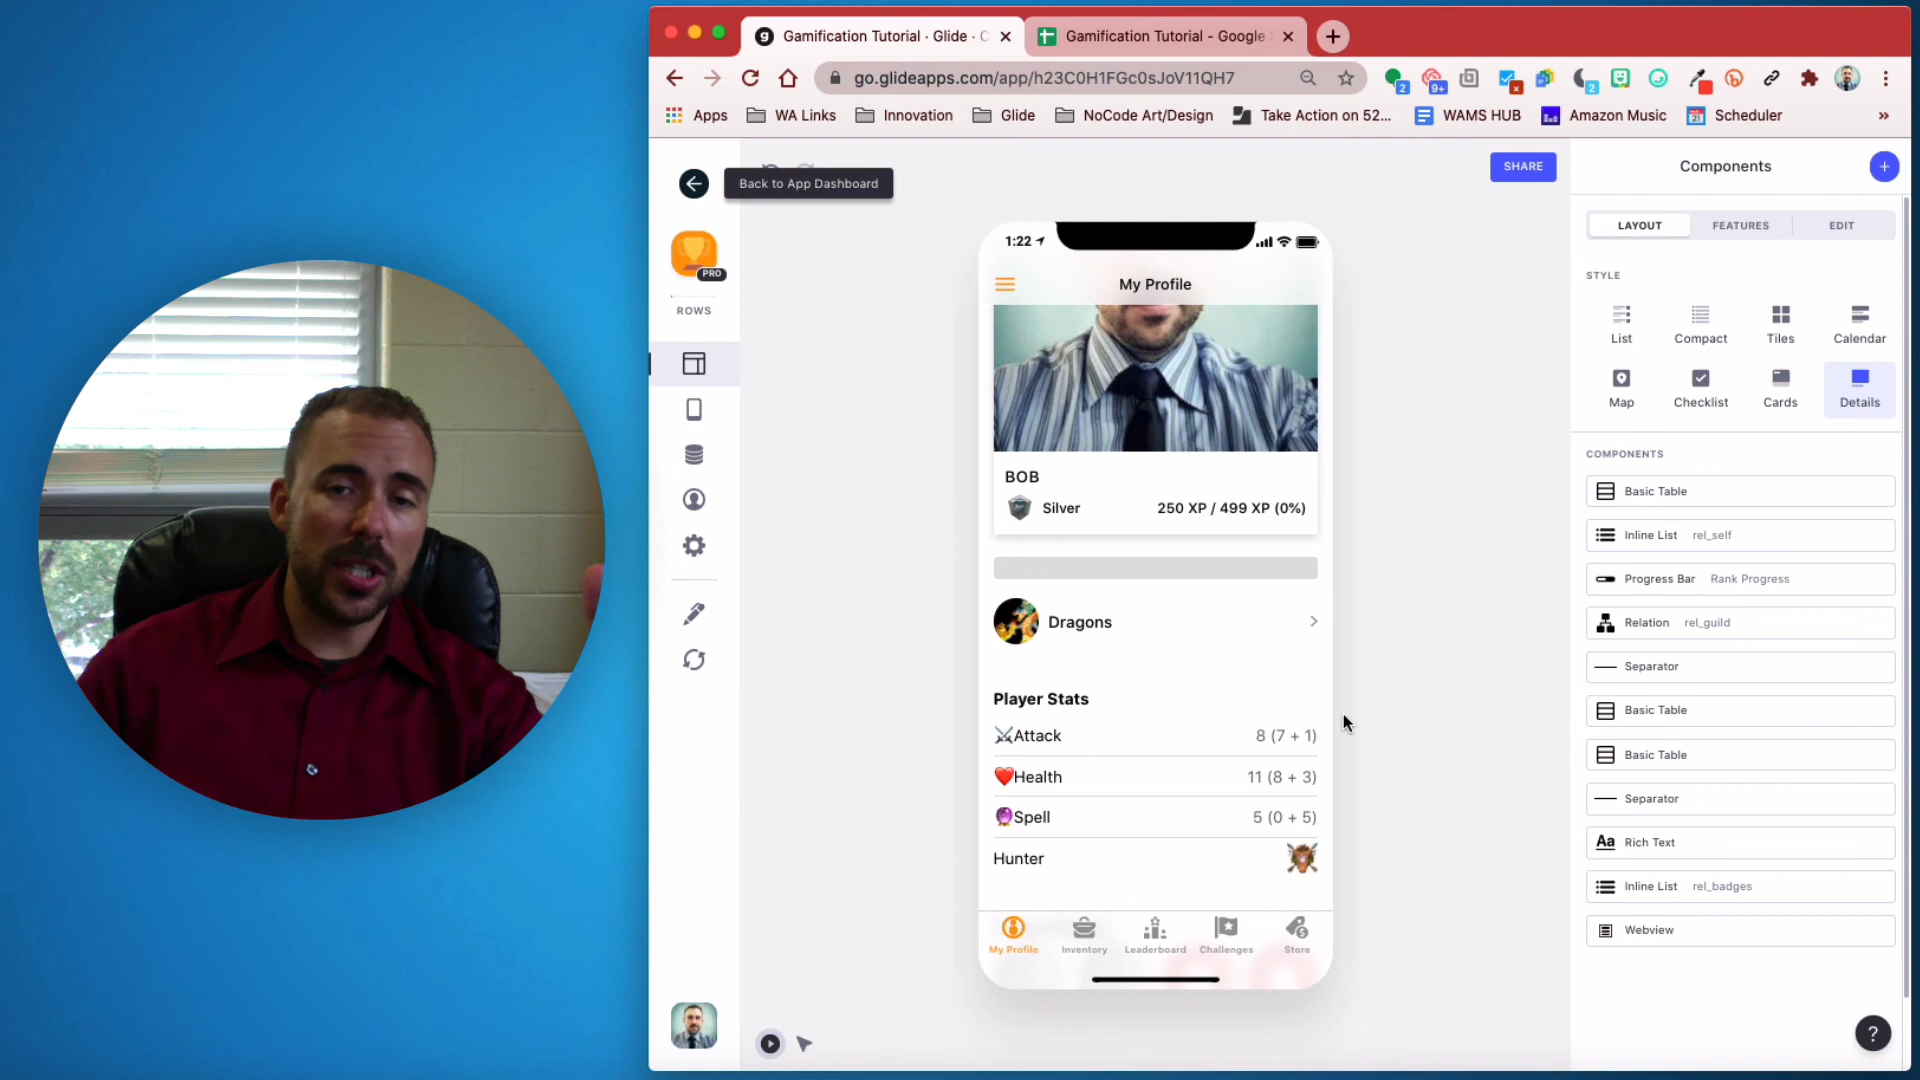 Gamification Tutorial · Glide · C
Gamification Tutorial - Google
go.glideapps.com/app/h23C0H1FGc0sJoV11QH7
2
9+
2
Apps
WA Links
Innovation
Glide
NoCode Art/Design
Take Action on 52...
WAMS HUB
Amazon Music
21
Scheduler
»
Back to App Dashboard
SHARE
Components
PRO
ROWS
LAYOUT
FEATURES
EDIT
STYLE
List
Compact
Tiles
Calendar
Map
Checklist
Cards
Details
COMPONENTS
Basic Table
Inline List rel_self
Progress Bar Rank Progress
Relation rel_guild
Separator
Basic Table
Basic Table
Separator
Aa Rich Text
Inline List rel_badges
Webview
1:22
My Profile
BOB
Silver 250 XP / 499 XP (0%)
Dragons
Player Stats
⚔Attack 8 (7 + 1)
❤️Health 11 (8 + 3)
🔮Spell 5 (0 + 5)
Hunter
My Profile
Inventory
Leaderboard
Challenges
Store
?